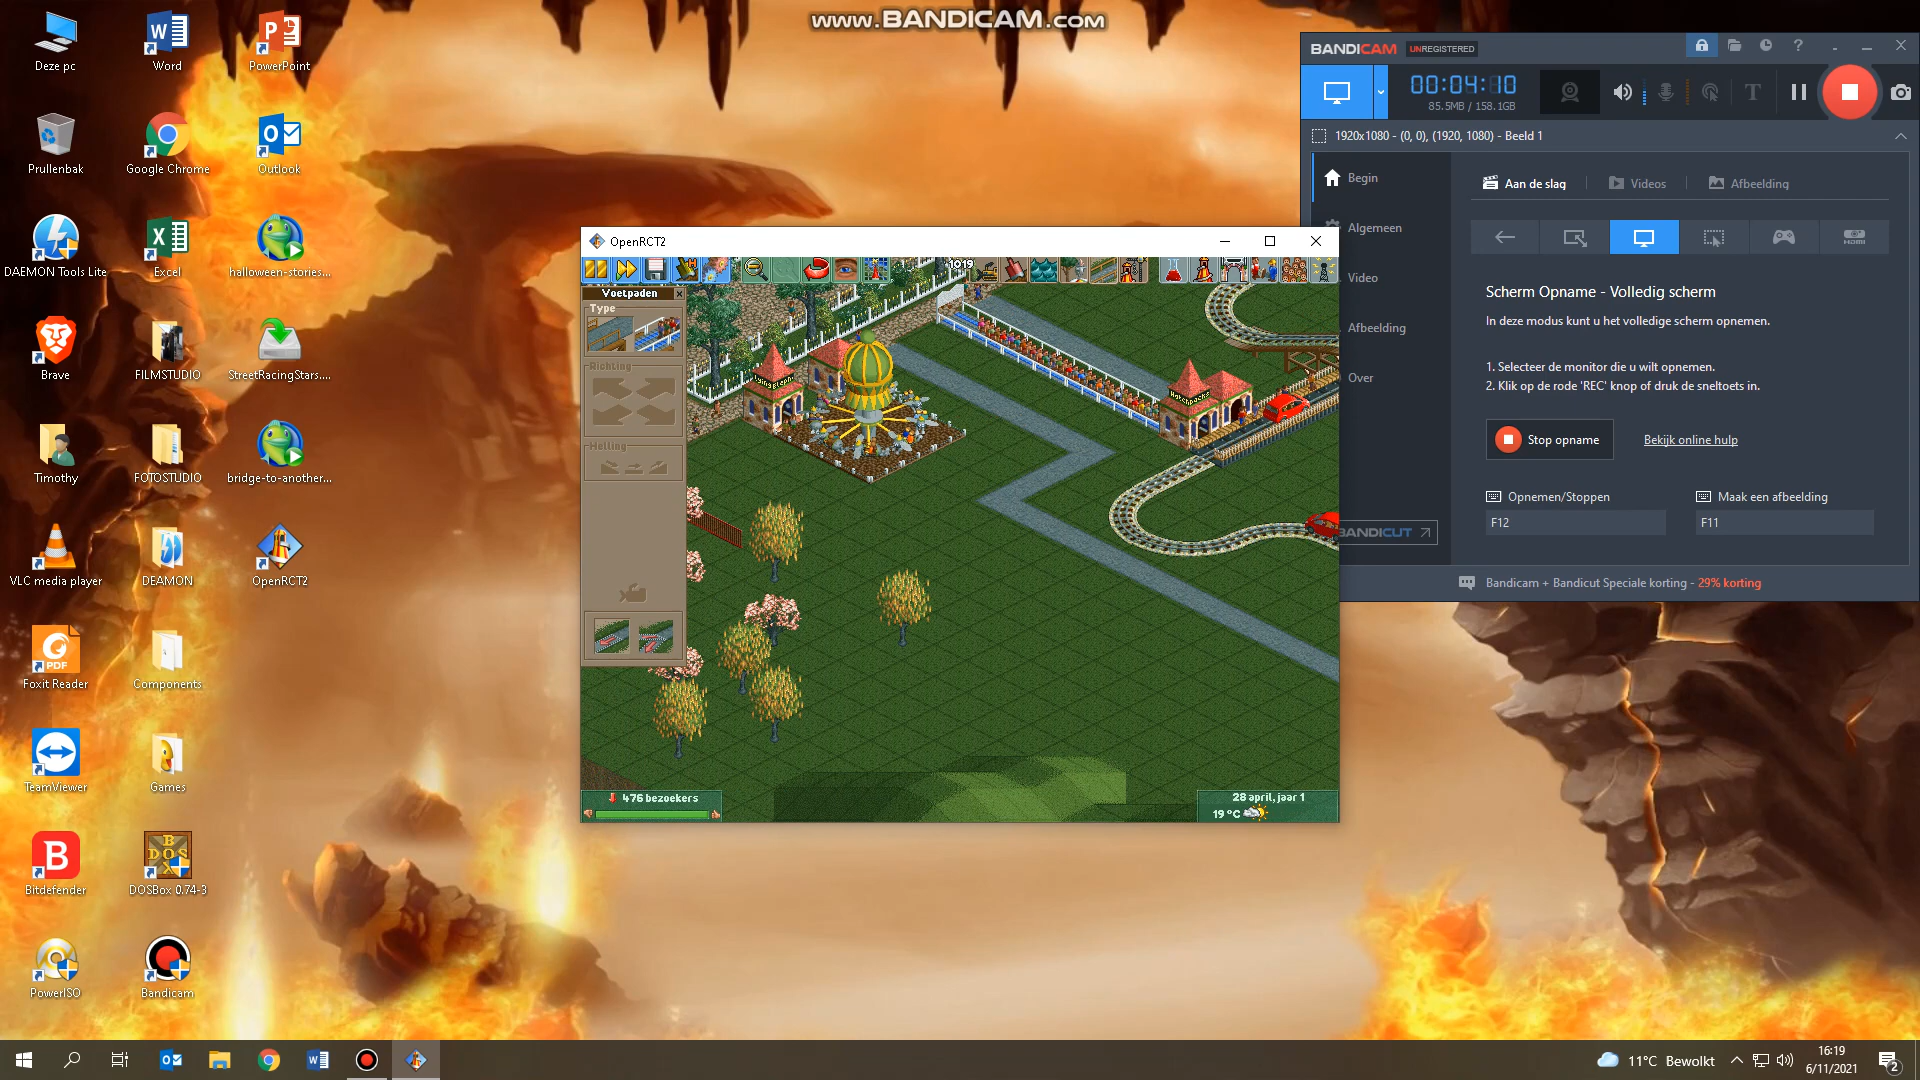 www.BANDICAM.com
Deze pc
Word
PowerPoint
Prullenbak
Google Chrome
Outlook
DAEMON Tools Lite
Excel
halloween-stories...
Brave
FILMSTUDIO
StreetRacingStars....
Timothy
FOTOSTUDIO
bridge-to-another...
VLC media player
DEAMON
OpenRCT2
PDF
Foxit Reader
Components
TeamViewer
Games
Bitdefender
DOSBox 0.74-3
PowerISO
Bandicam
BANDICAM UNREGISTERED
00:04:10
85.5MB / 158.1GB
1920x1080 - (0, 0), (1920, 1080) - Beeld 1
Begin
Algemeen
Video
Afbeelding
Over
BANDICUT
Aan de slag
Videos
Afbeelding
HDMI
Scherm Opname - Volledig scherm
In deze modus kunt u het volledige scherm opnemen.
1. Selecteer de monitor die u wilt opnemen.
2. Klik op de rode 'REC' knop of druk de sneltoets in.
Stop opname
Bekijk online hulp
Opnemen/Stoppen
Maak een afbeelding
F12
F11
Bandicam + Bandicut Speciale korting - 29% korting
OpenRCT2
1019
Voetpaden
Type
Richting
Helling
476 bezoekers
28 april, jaar 1
19 °C
11°C Bewolkt
16:19
6/11/2021
2